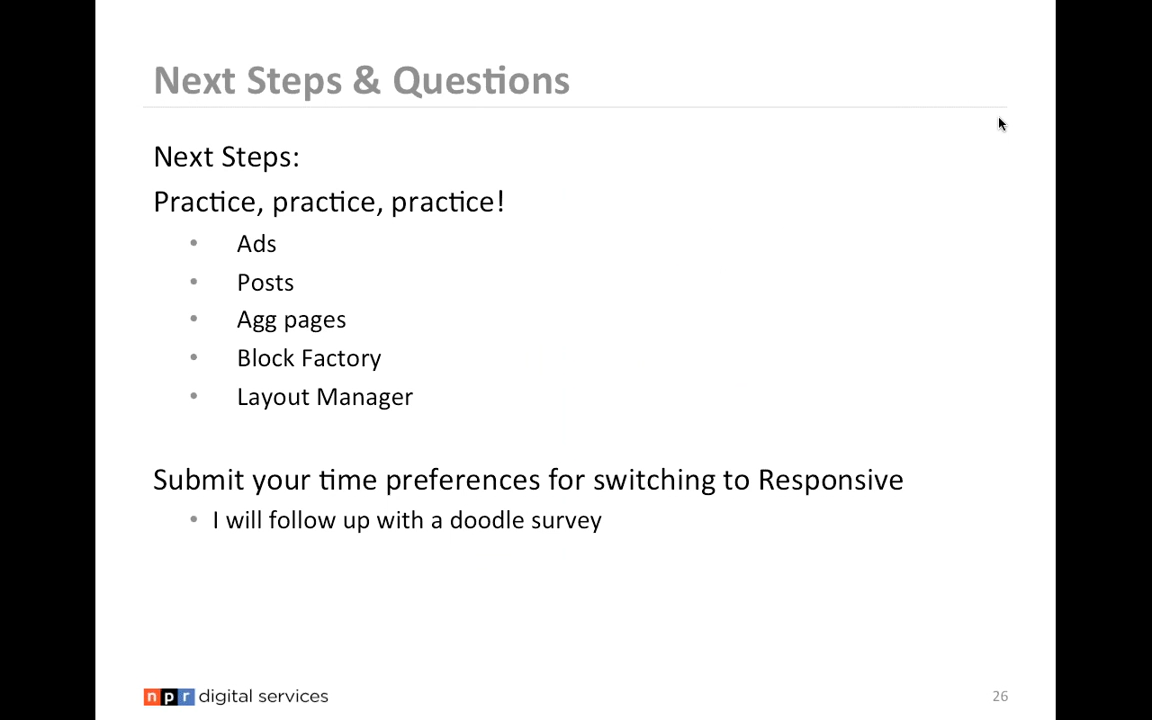 Next Steps & Questions
Next Steps:
Practice, practice, practice!
• Ads
• Posts
• Agg pages
• Block Factory
• Layout Manager
Submit your time preferences for switching to Responsive
• I will follow up with a doodle survey
npr digital services
26